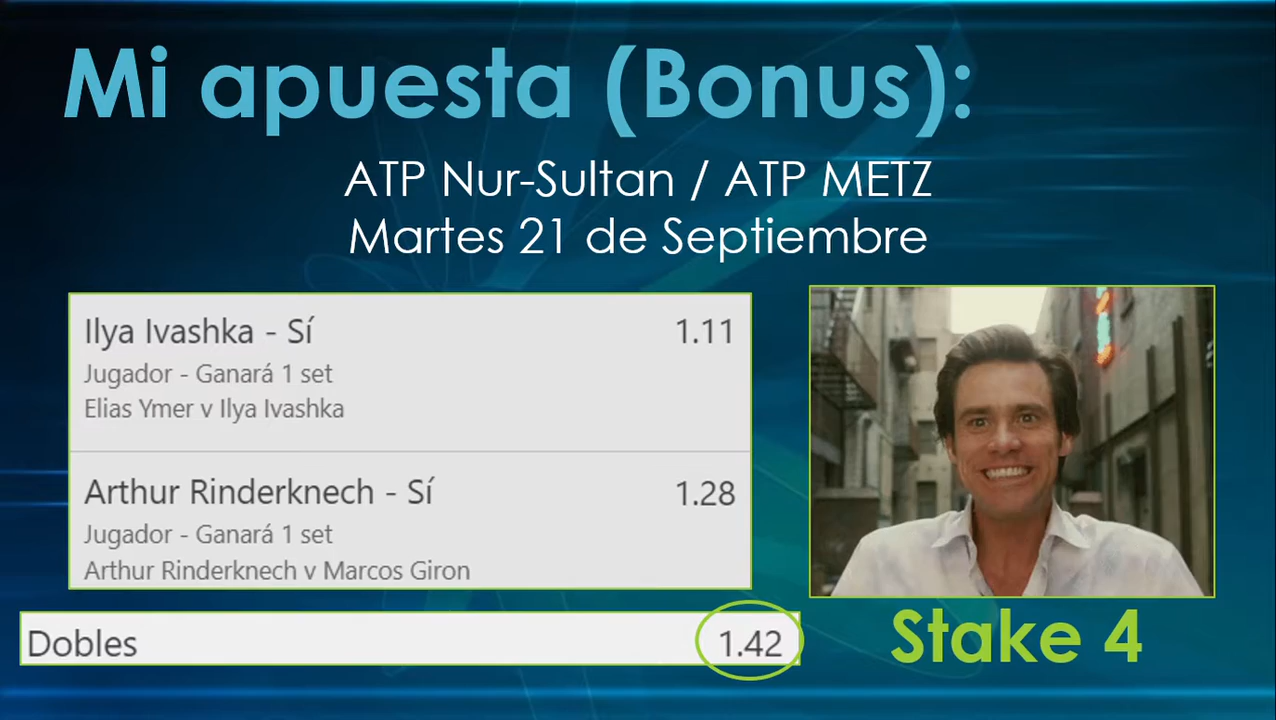 Mi apuesta (Bonus):
ATP Nur-Sultan / ATP METZ
Martes 21 de Septiembre
Ilya Ivashka - Sí 1.11
Jugador - Ganará 1 set
Elias Ymer v Ilya Ivashka
Arthur Rinderknech - Sí 1.28
Jugador - Ganará 1 set
Arthur Rinderknech v Marcos Giron
Dobles 1.42
Stake 4